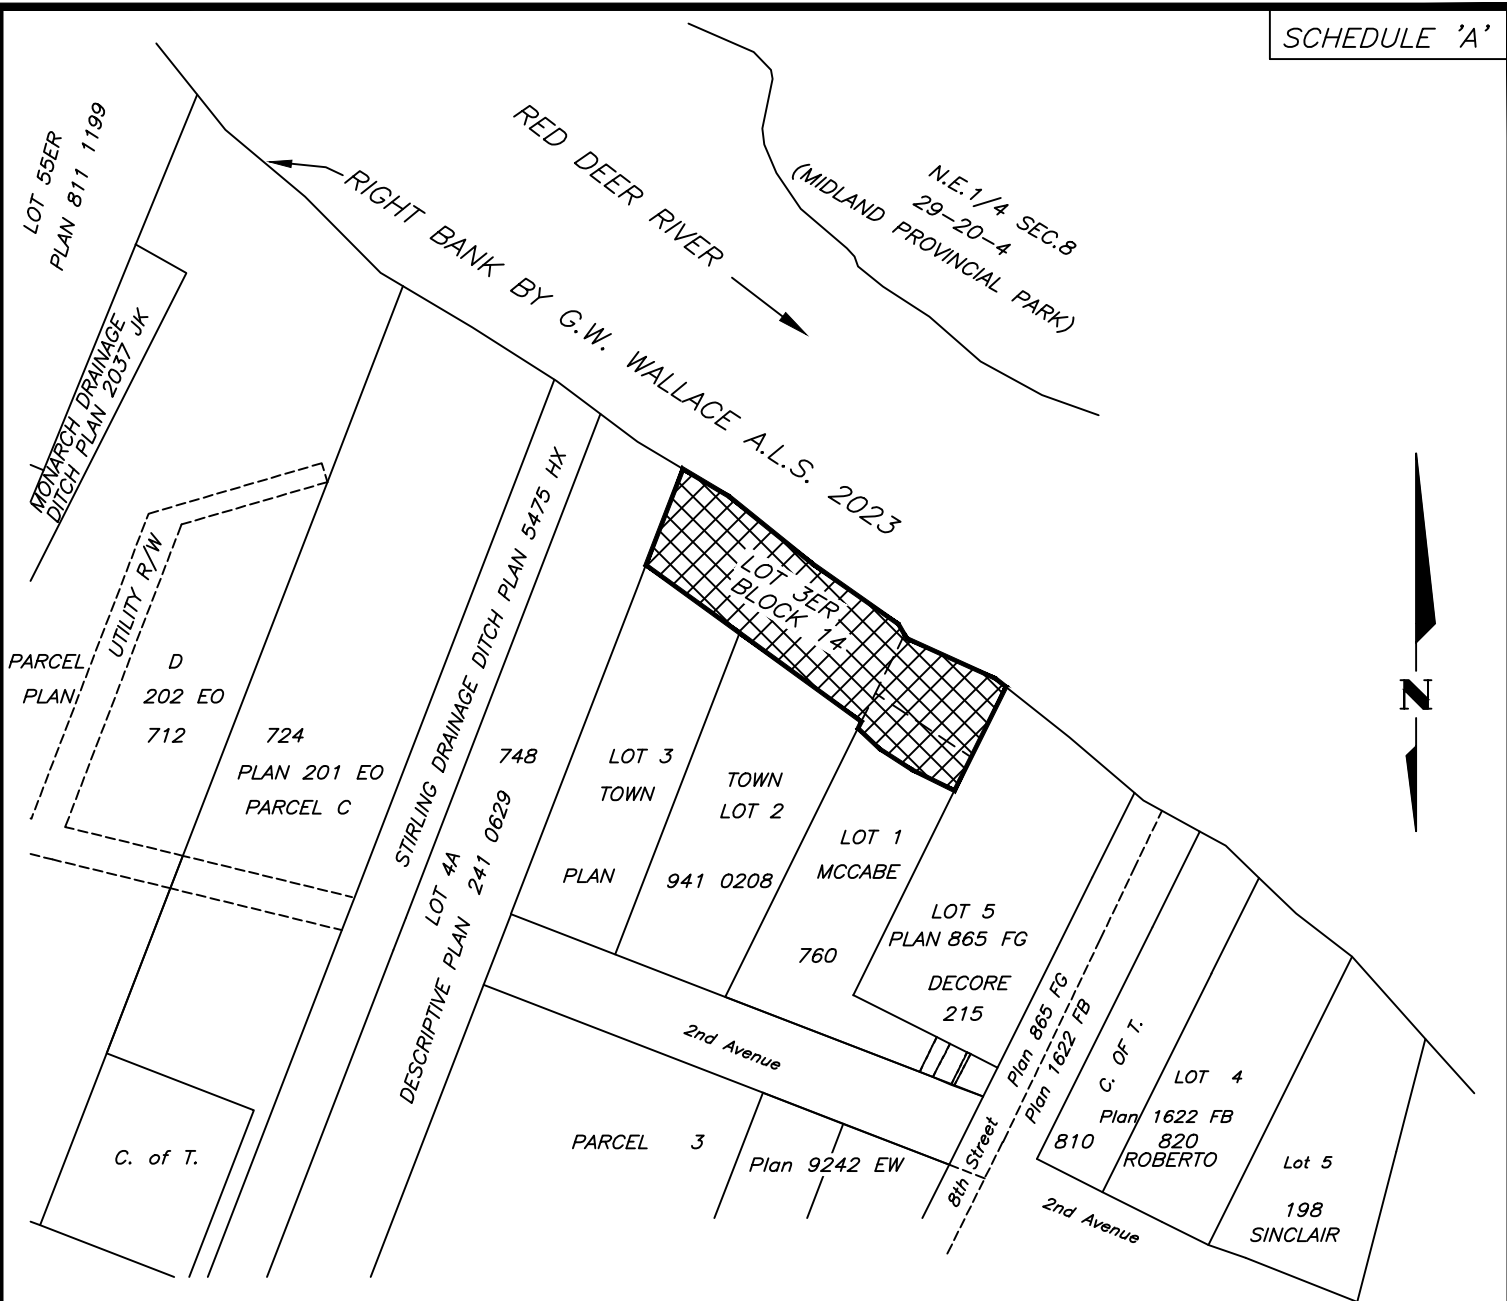 SCHEDULE 'A'
LOT 55ER
PLAN 811 1199
RED DEER RIVER
N.E.1/4 SEC.8
29-20-4
(MIDLAND PROVINCIAL PARK)
RIGHT BANK BY G.W. WALLACE A.L.S. 2023
MONARCH DRAINAGE
DITCH PLAN 2037 JK
UTILITY R/W
STIRLING DRAINAGE DITCH PLAN 5475 HX
LOT 3ER
BLOCK 14
N
PARCEL D
PLAN 202 EO
712
724
PLAN 201 EO
PARCEL C
748
LOT 4A
DESCRIPTIVE PLAN 241 0629
LOT 3
TOWN
TOWN
LOT 2
PLAN 941 0208
LOT 1
MCCABE
760
LOT 5
PLAN 865 FG
DECORE
215
2nd Avenue
Plan 865 FG
Plan 1622 FB
8th Street
C. OF T.
LOT 4
Plan 1622 FB
810
820
ROBERTO
Lot 5
198
SINCLAIR
2nd Avenue
C. of T.
PARCEL 3
Plan 9242 EW